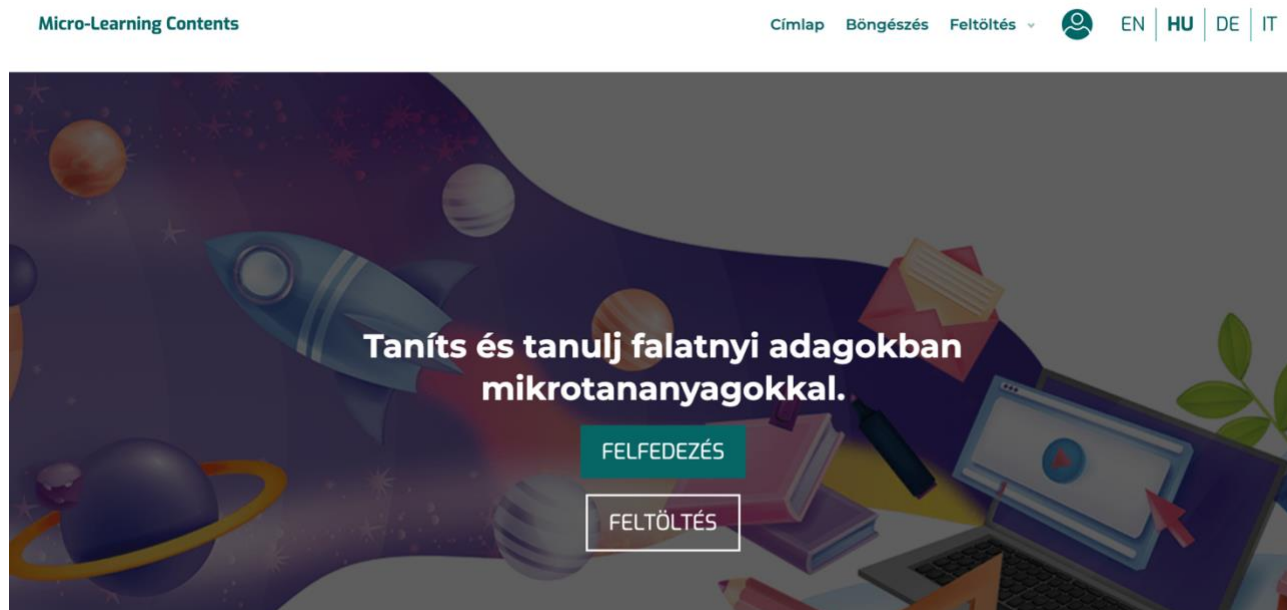 Micro-Learning Contents
Címlap Böngészés Feltöltés EN HU DE IT
Taníts és tanulj falatnyi adagokban
mikrotananyagokkal.
FELFEDEZÉS
FELTÖLTÉS